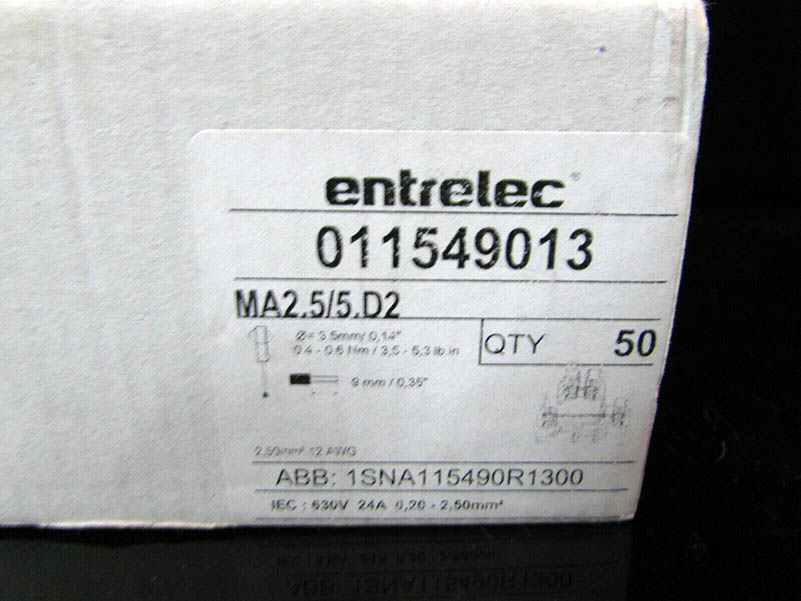 entrelec®
011549013
MA2,5/5.D2
Ø= 3.5mm/ 0,14"
0.4 - 0.6 Nm / 3,5 - 5,3 lb.in
QTY 50
9 mm / 0,35"
2,50mm² 12 AWG
ABB: 1SNA115490R1300
IEC : 630V 24A 0,20 - 2,50mm²